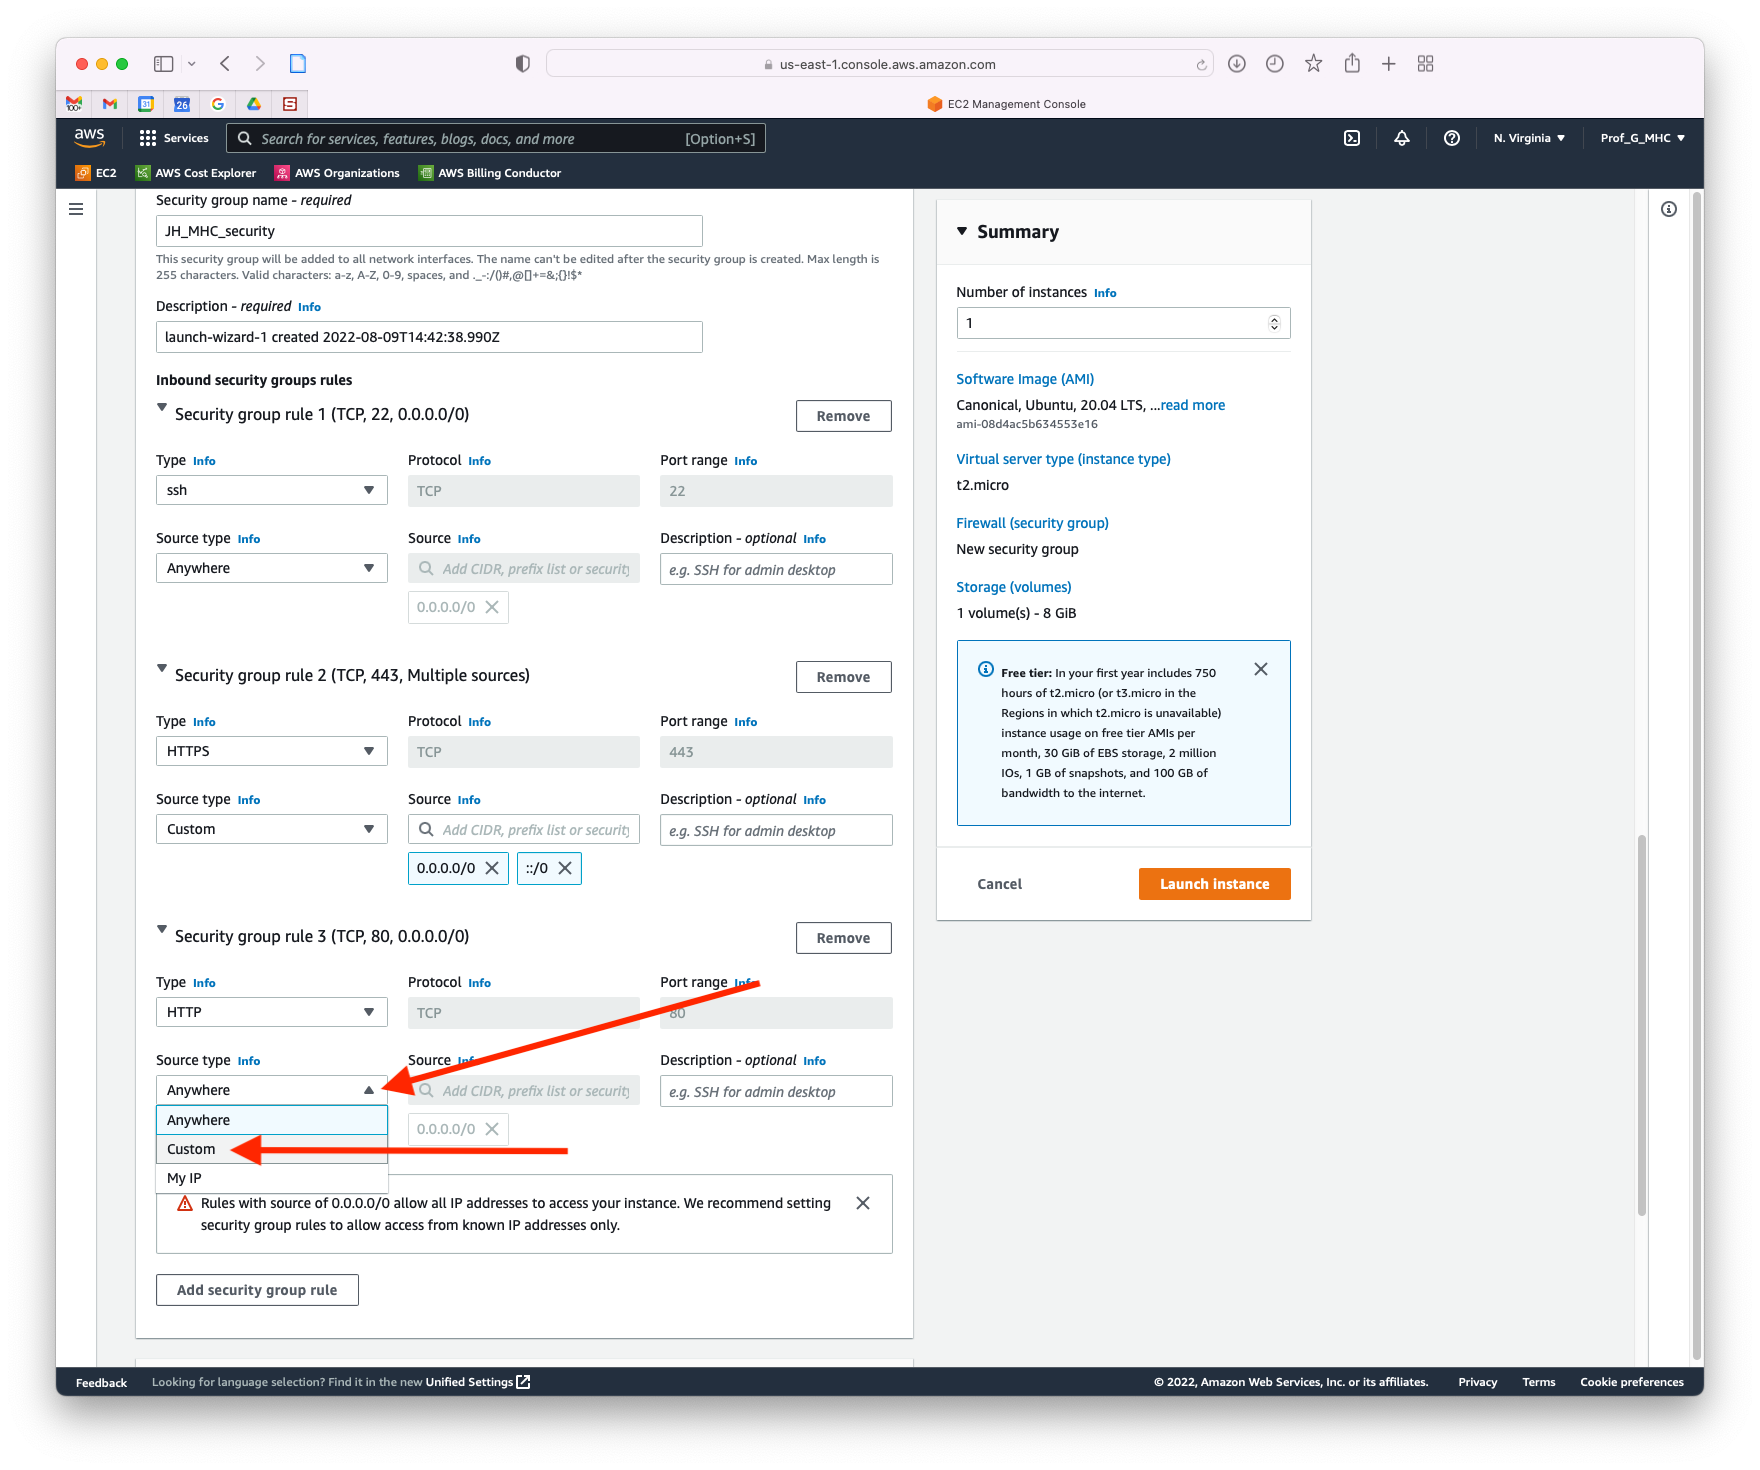 us-east-1.console.aws.amazon.com
EC2 Management Console
aws
Services
Search for services, features, blogs, docs, and more [Option+S]
N. Virginia
Prof_G_MHC
EC2
AWS Cost Explorer
AWS Organizations
AWS Billing Conductor
Security group name - required
JH_MHC_security
This security group will be added to all network interfaces. The name can't be edited after the security group is created. Max length is
255 characters. Valid characters: a-z, A-Z, 0-9, spaces, and ._-:/()#,@[]+=&;{}!$*
Description - required Info
launch-wizard-1 created 2022-08-09T14:42:38.990Z
Inbound security groups rules
Security group rule 1 (TCP, 22, 0.0.0.0/0)
Remove
Type Info
Protocol Info
Port range Info
ssh
TCP
22
Source type Info
Source Info
Description - optional Info
Anywhere
Add CIDR, prefix list or security
e.g. SSH for admin desktop
0.0.0.0/0
Security group rule 2 (TCP, 443, Multiple sources)
Remove
Type Info
Protocol Info
Port range Info
HTTPS
TCP
443
Source type Info
Source Info
Description - optional Info
Custom
Add CIDR, prefix list or security
e.g. SSH for admin desktop
0.0.0.0/0
::/0
Security group rule 3 (TCP, 80, 0.0.0.0/0)
Remove
Type Info
Protocol Info
Port range Info
HTTP
TCP
80
Source type Info
Source Info
Description - optional Info
Anywhere
Add CIDR, prefix list or security
e.g. SSH for admin desktop
Anywhere
0.0.0.0/0
Custom
My IP
Rules with source of 0.0.0.0/0 allow all IP addresses to access your instance. We recommend setting
security group rules to allow access from known IP addresses only.
Add security group rule
Summary
Number of instances Info
1
Software Image (AMI)
Canonical, Ubuntu, 20.04 LTS, ...read more
ami-08d4ac5b634553e16
Virtual server type (instance type)
t2.micro
Firewall (security group)
New security group
Storage (volumes)
1 volume(s) - 8 GiB
Free tier: In your first year includes 750
hours of t2.micro (or t3.micro in the
Regions in which t2.micro is unavailable)
instance usage on free tier AMIs per
month, 30 GiB of EBS storage, 2 million
IOs, 1 GB of snapshots, and 100 GB of
bandwidth to the internet.
Cancel
Launch instance
Feedback
Looking for language selection? Find it in the new Unified Settings
© 2022, Amazon Web Services, Inc. or its affiliates.
Privacy
Terms
Cookie preferences